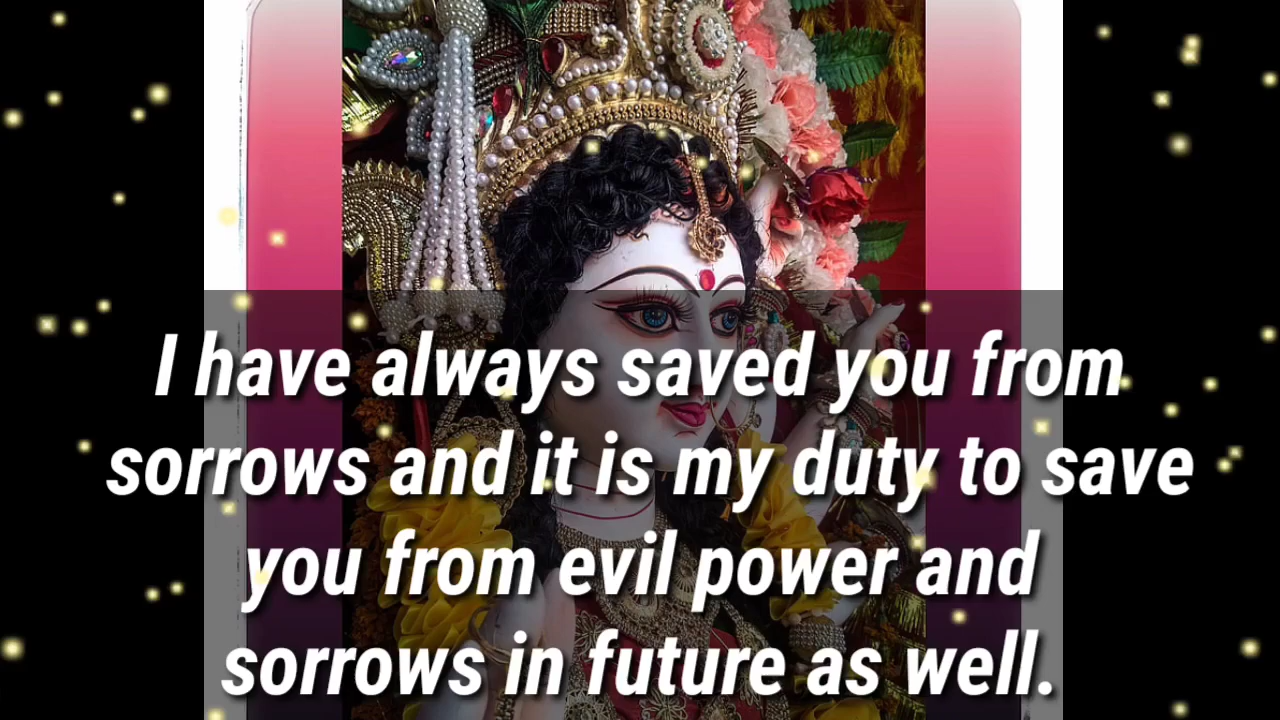 I have always saved you from
sorrows and it is my duty to save
you from evil power and
sorrows in future as well.